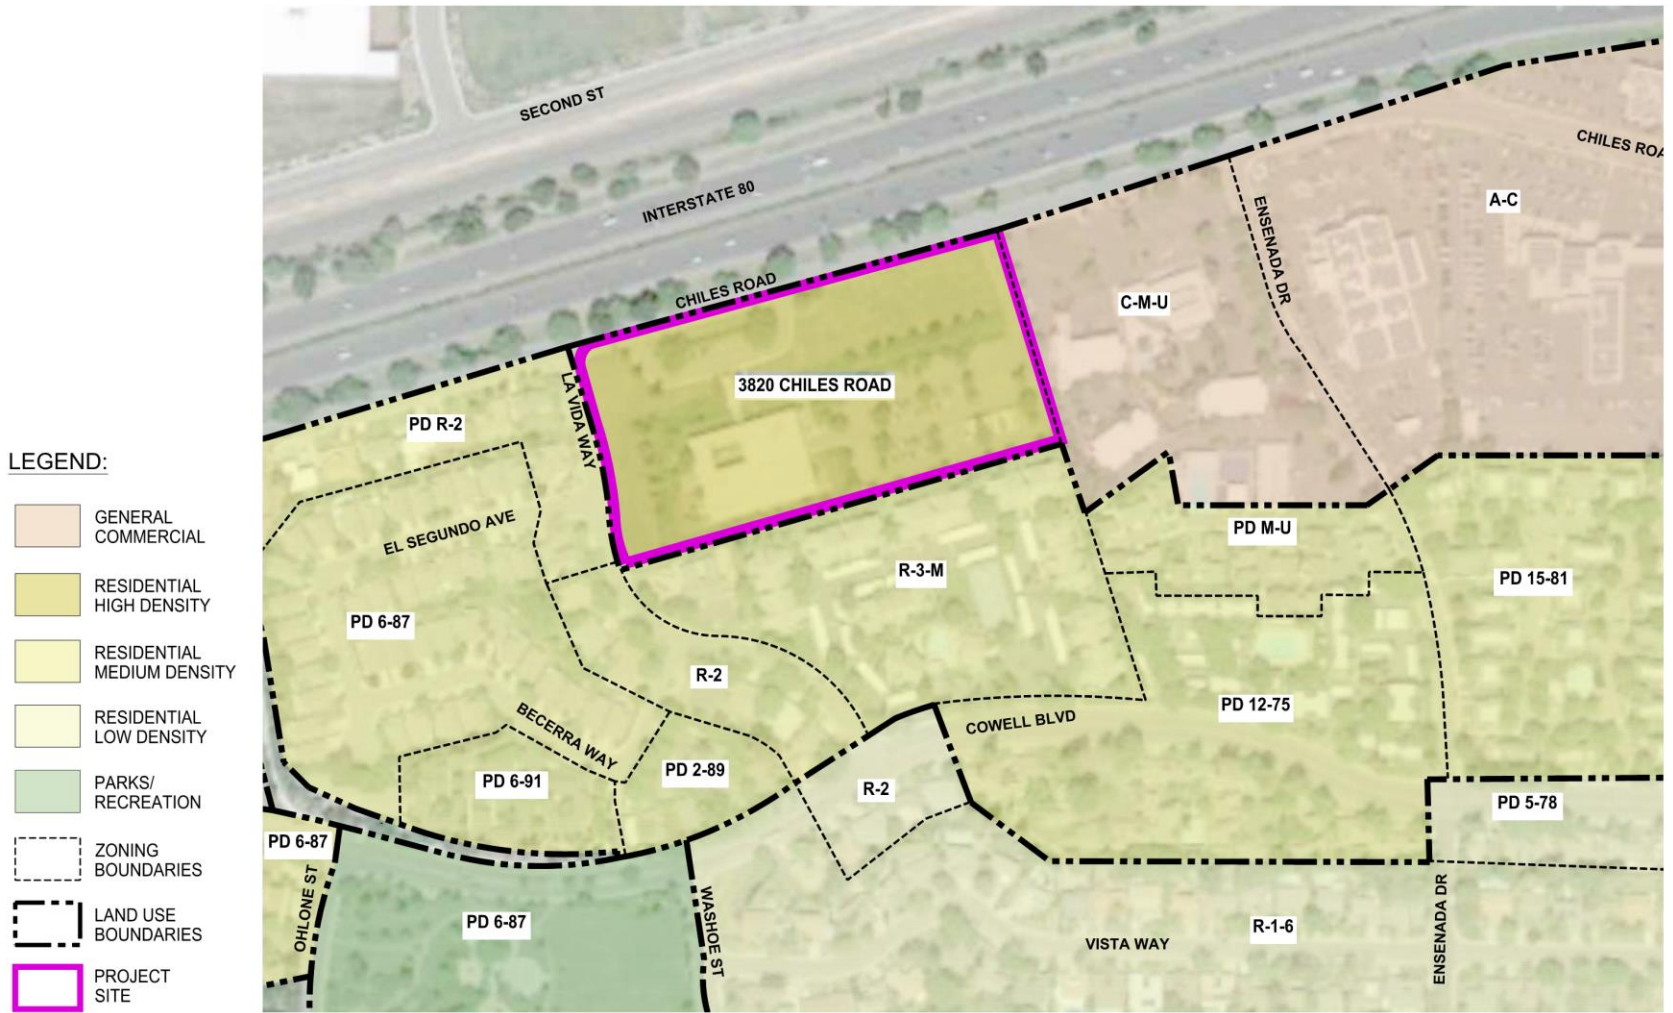 SECOND ST
INTERSTATE 80
CHILES ROAD
CHILES ROA
A-C
ENSENADA DR
C-M-U
3820 CHILES ROAD
LA VIDA WAY
PD R-2
EL SEGUNDO AVE
PD M-U
R-3-M
PD 15-81
PD 6-87
R-2
PD 12-75
COWELL BLVD
BECERRA WAY
PD 2-89
PD 6-91
R-2
PD 5-78
PD 6-87
OHLONE ST
PD 6-87
WASHOE ST
VISTA WAY
R-1-6
ENSENADA DR
LEGEND:
GENERAL
COMMERCIAL
RESIDENTIAL
HIGH DENSITY
RESIDENTIAL
MEDIUM DENSITY
RESIDENTIAL
LOW DENSITY
PARKS/
RECREATION
ZONING
BOUNDARIES
LAND USE
BOUNDARIES
PROJECT
SITE